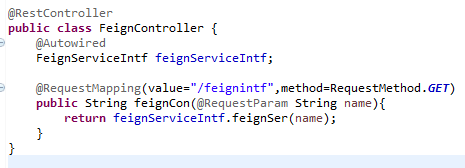 @RestController
public class FeignController {
    @Autowired
    FeignServiceIntf feignServiceIntf;
    @RequestMapping(value="/feignintf",method=RequestMethod.GET)
    public String feignCon(@RequestParam String name){
        return feignServiceIntf.feignSer(name);
    }
}